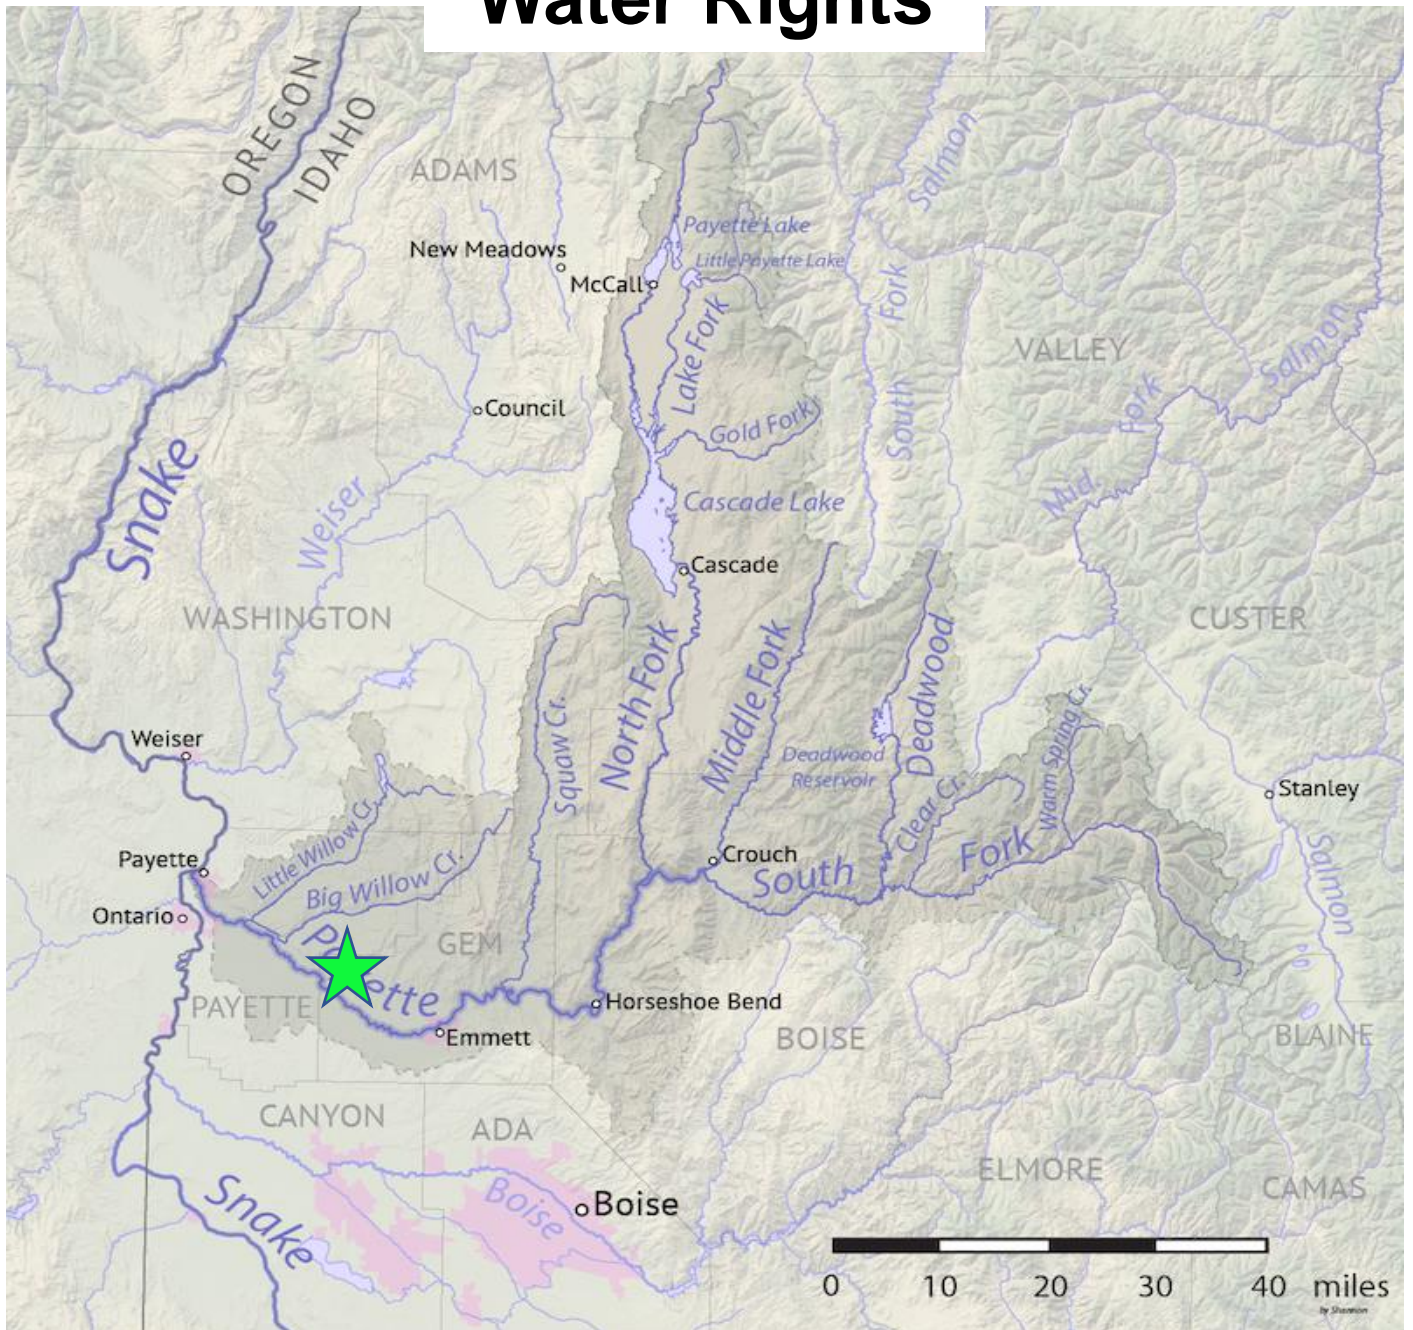 Water Rights
OREGON
IDAHO
ADAMS
Salmon
Payette Lake
New Meadows
Little Payette Lake
McCall
Fork
Lake Fork
VALLEY
Salmon
Council
Gold Fork
South
Fork
Snake
Weiser
Cascade Lake
Mid.
Cascade
WASHINGTON
CUSTER
North Fork
Middle Fork
Deadwood
Squaw Cr.
Warm Spring Cr.
Weiser
Deadwood
Reservoir
Stanley
Little Willow Cr.
Clear Cr.
Payette
Crouch
Big Willow Cr.
South
Fork
Salmon
Ontario
GEM
PAYETTE
Horseshoe Bend
Emmett
BOISE
BLAINE
CANYON
ADA
ELMORE
CAMAS
Snake
Boise
Boise
0 10 20 30 40 miles
by Shannon